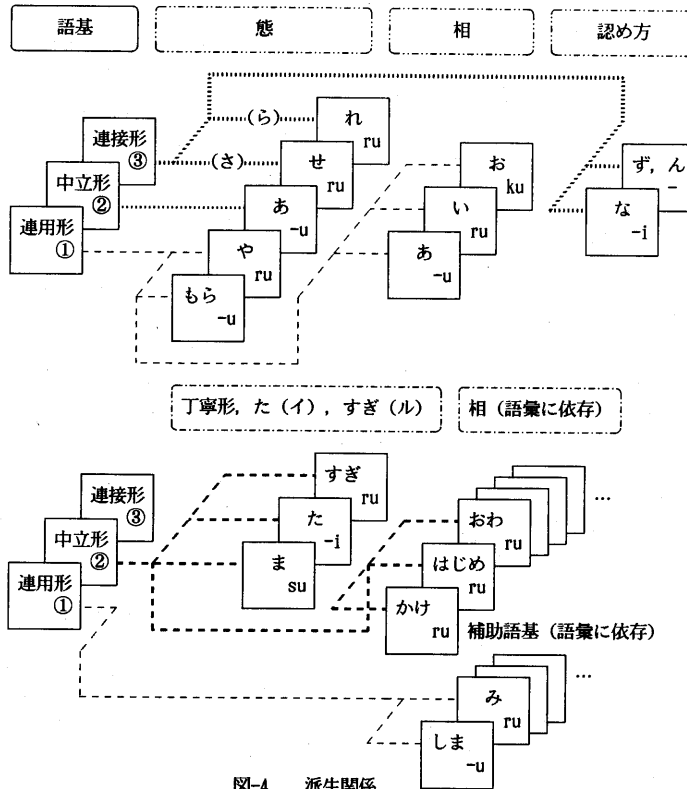 語基
態
相
認め方
(ら)
れ
ru
連接形
③
(さ)
せ
ru
お
ku
ず, ん
-
中立形
②
あ
-u
い
ru
な
-i
連用形
①
や
ru
あ
-u
もら
-u
丁寧形, た(イ), すぎ(ル)
相(語彙に依存)
連接形
③
すぎ
ru
...
中立形
②
た
-i
おわ
ru
連用形
①
ま
su
はじめ
ru
かけ
ru
補助語基(語彙に依存)
...
み
ru
しま
-u
図-4 派生関係